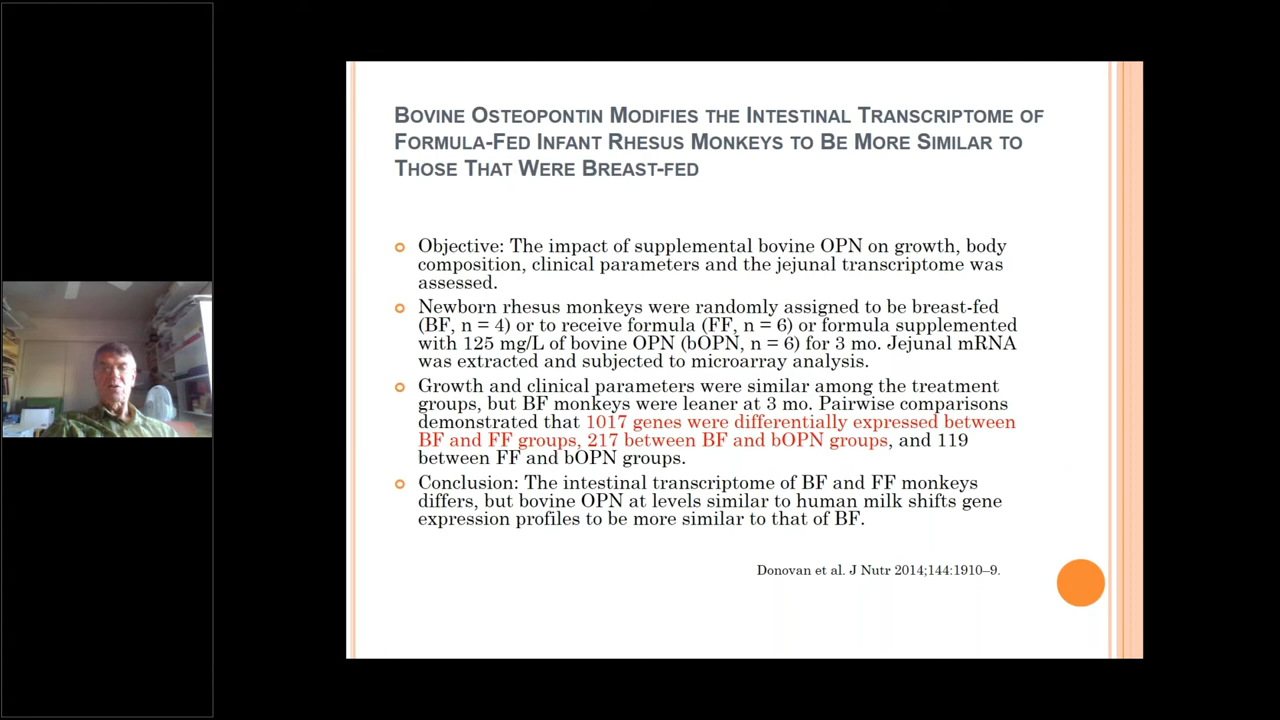 BOVINE OSTEOPONTIN MODIFIES THE INTESTINAL TRANSCRIPTOME OF
FORMULA-FED INFANT RHESUS MONKEYS TO BE MORE SIMILAR TO
THOSE THAT WERE BREAST-FED
Objective: The impact of supplemental bovine OPN on growth, body
composition, clinical parameters and the jejunal transcriptome was
assessed.
Newborn rhesus monkeys were randomly assigned to be breast-fed
(BF, n = 4) or to receive formula (FF, n = 6) or formula supplemented
with 125 mg/L of bovine OPN (bOPN, n = 6) for 3 mo. Jejunal mRNA
was extracted and subjected to microarray analysis.
Growth and clinical parameters were similar among the treatment
groups, but BF monkeys were leaner at 3 mo. Pairwise comparisons
demonstrated that 1017 genes were differentially expressed between
BF and FF groups, 217 between BF and bOPN groups, and 119
between FF and bOPN groups.
Conclusion: The intestinal transcriptome of BF and FF monkeys
differs, but bovine OPN at levels similar to human milk shifts gene
expression profiles to be more similar to that of BF.
Donovan et al. J Nutr 2014;144:1910–9.